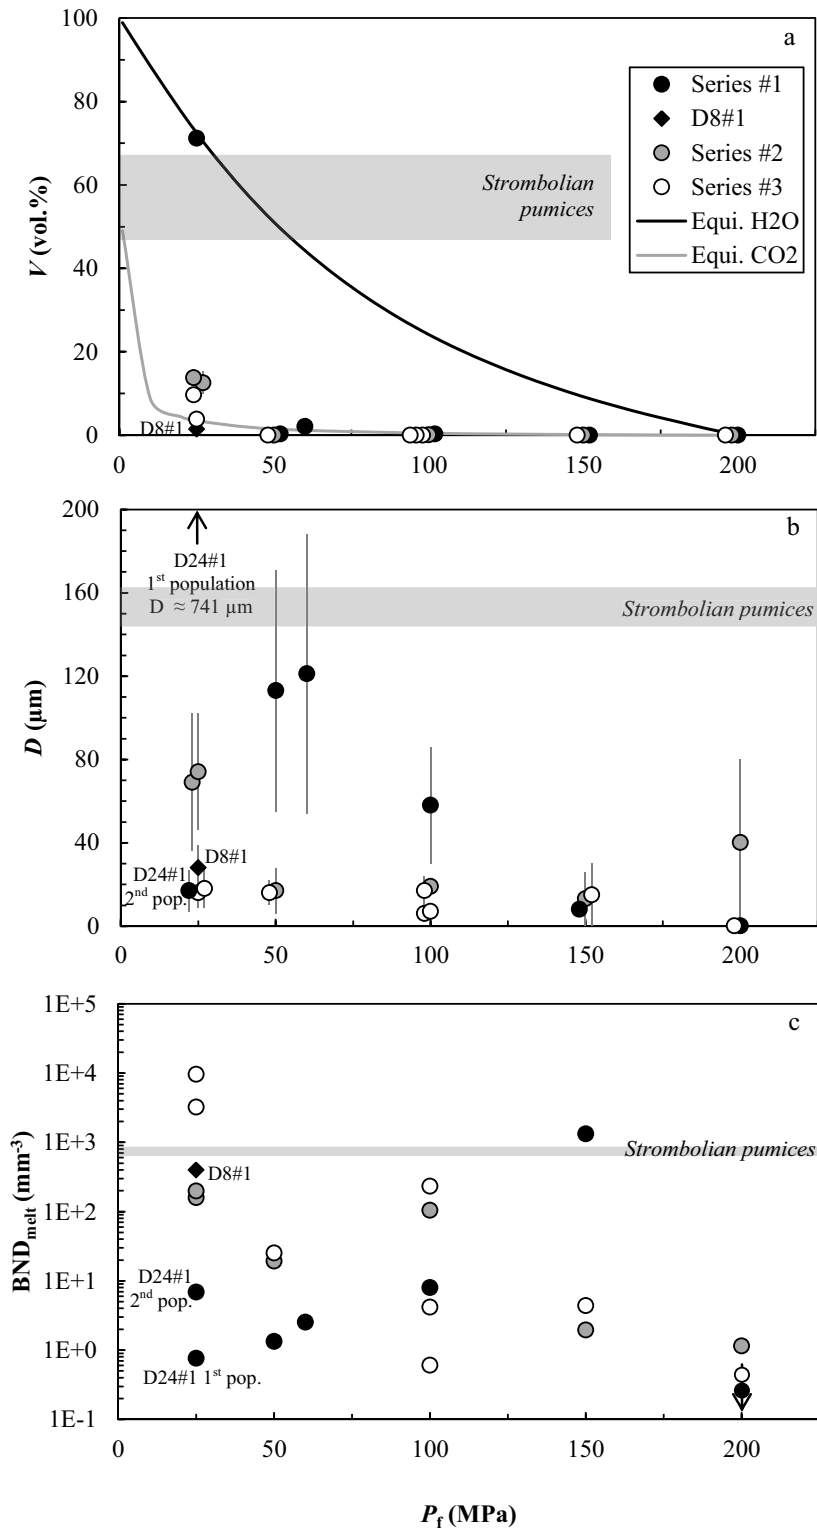 100
80
60
40
20
0
V (vol.%)
a
Series #1
D8#1
Series #2
Series #3
Equi. H2O
Equi. CO2
Strombolian
pumices
D8#1
0 50 100 150 200
200
160
120
80
40
0
D (µm)
b
D24#1
1st population
D ≈ 741 µm
Strombolian pumices
D8#1
D24#1
2nd pop.
0 50 100 150 200
1E+5
1E+4
1E+3
1E+2
1E+1
1E+0
1E-1
BNDmelt (mm-3)
c
Strombolian pumices
D8#1
D24#1
2nd pop.
D24#1 1st pop.
0 50 100 150 200
Pf (MPa)